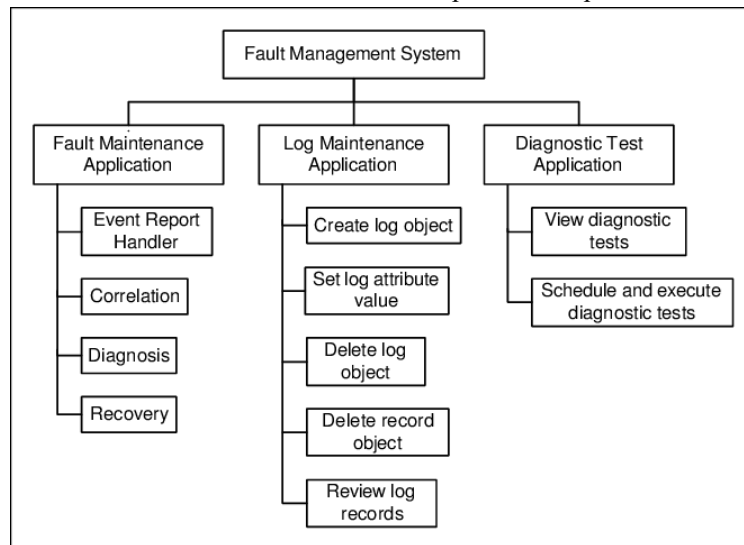 Fault Management System
Fault Maintenance
Application
Log Maintenance
Application
Diagnostic Test
Application
Event Report
Handler
Correlation
Diagnosis
Recovery
Create log object
Set log attribute
value
Delete log
object
Delete record
object
Review log
records
View diagnostic
tests
Schedule and execute
diagnostic tests